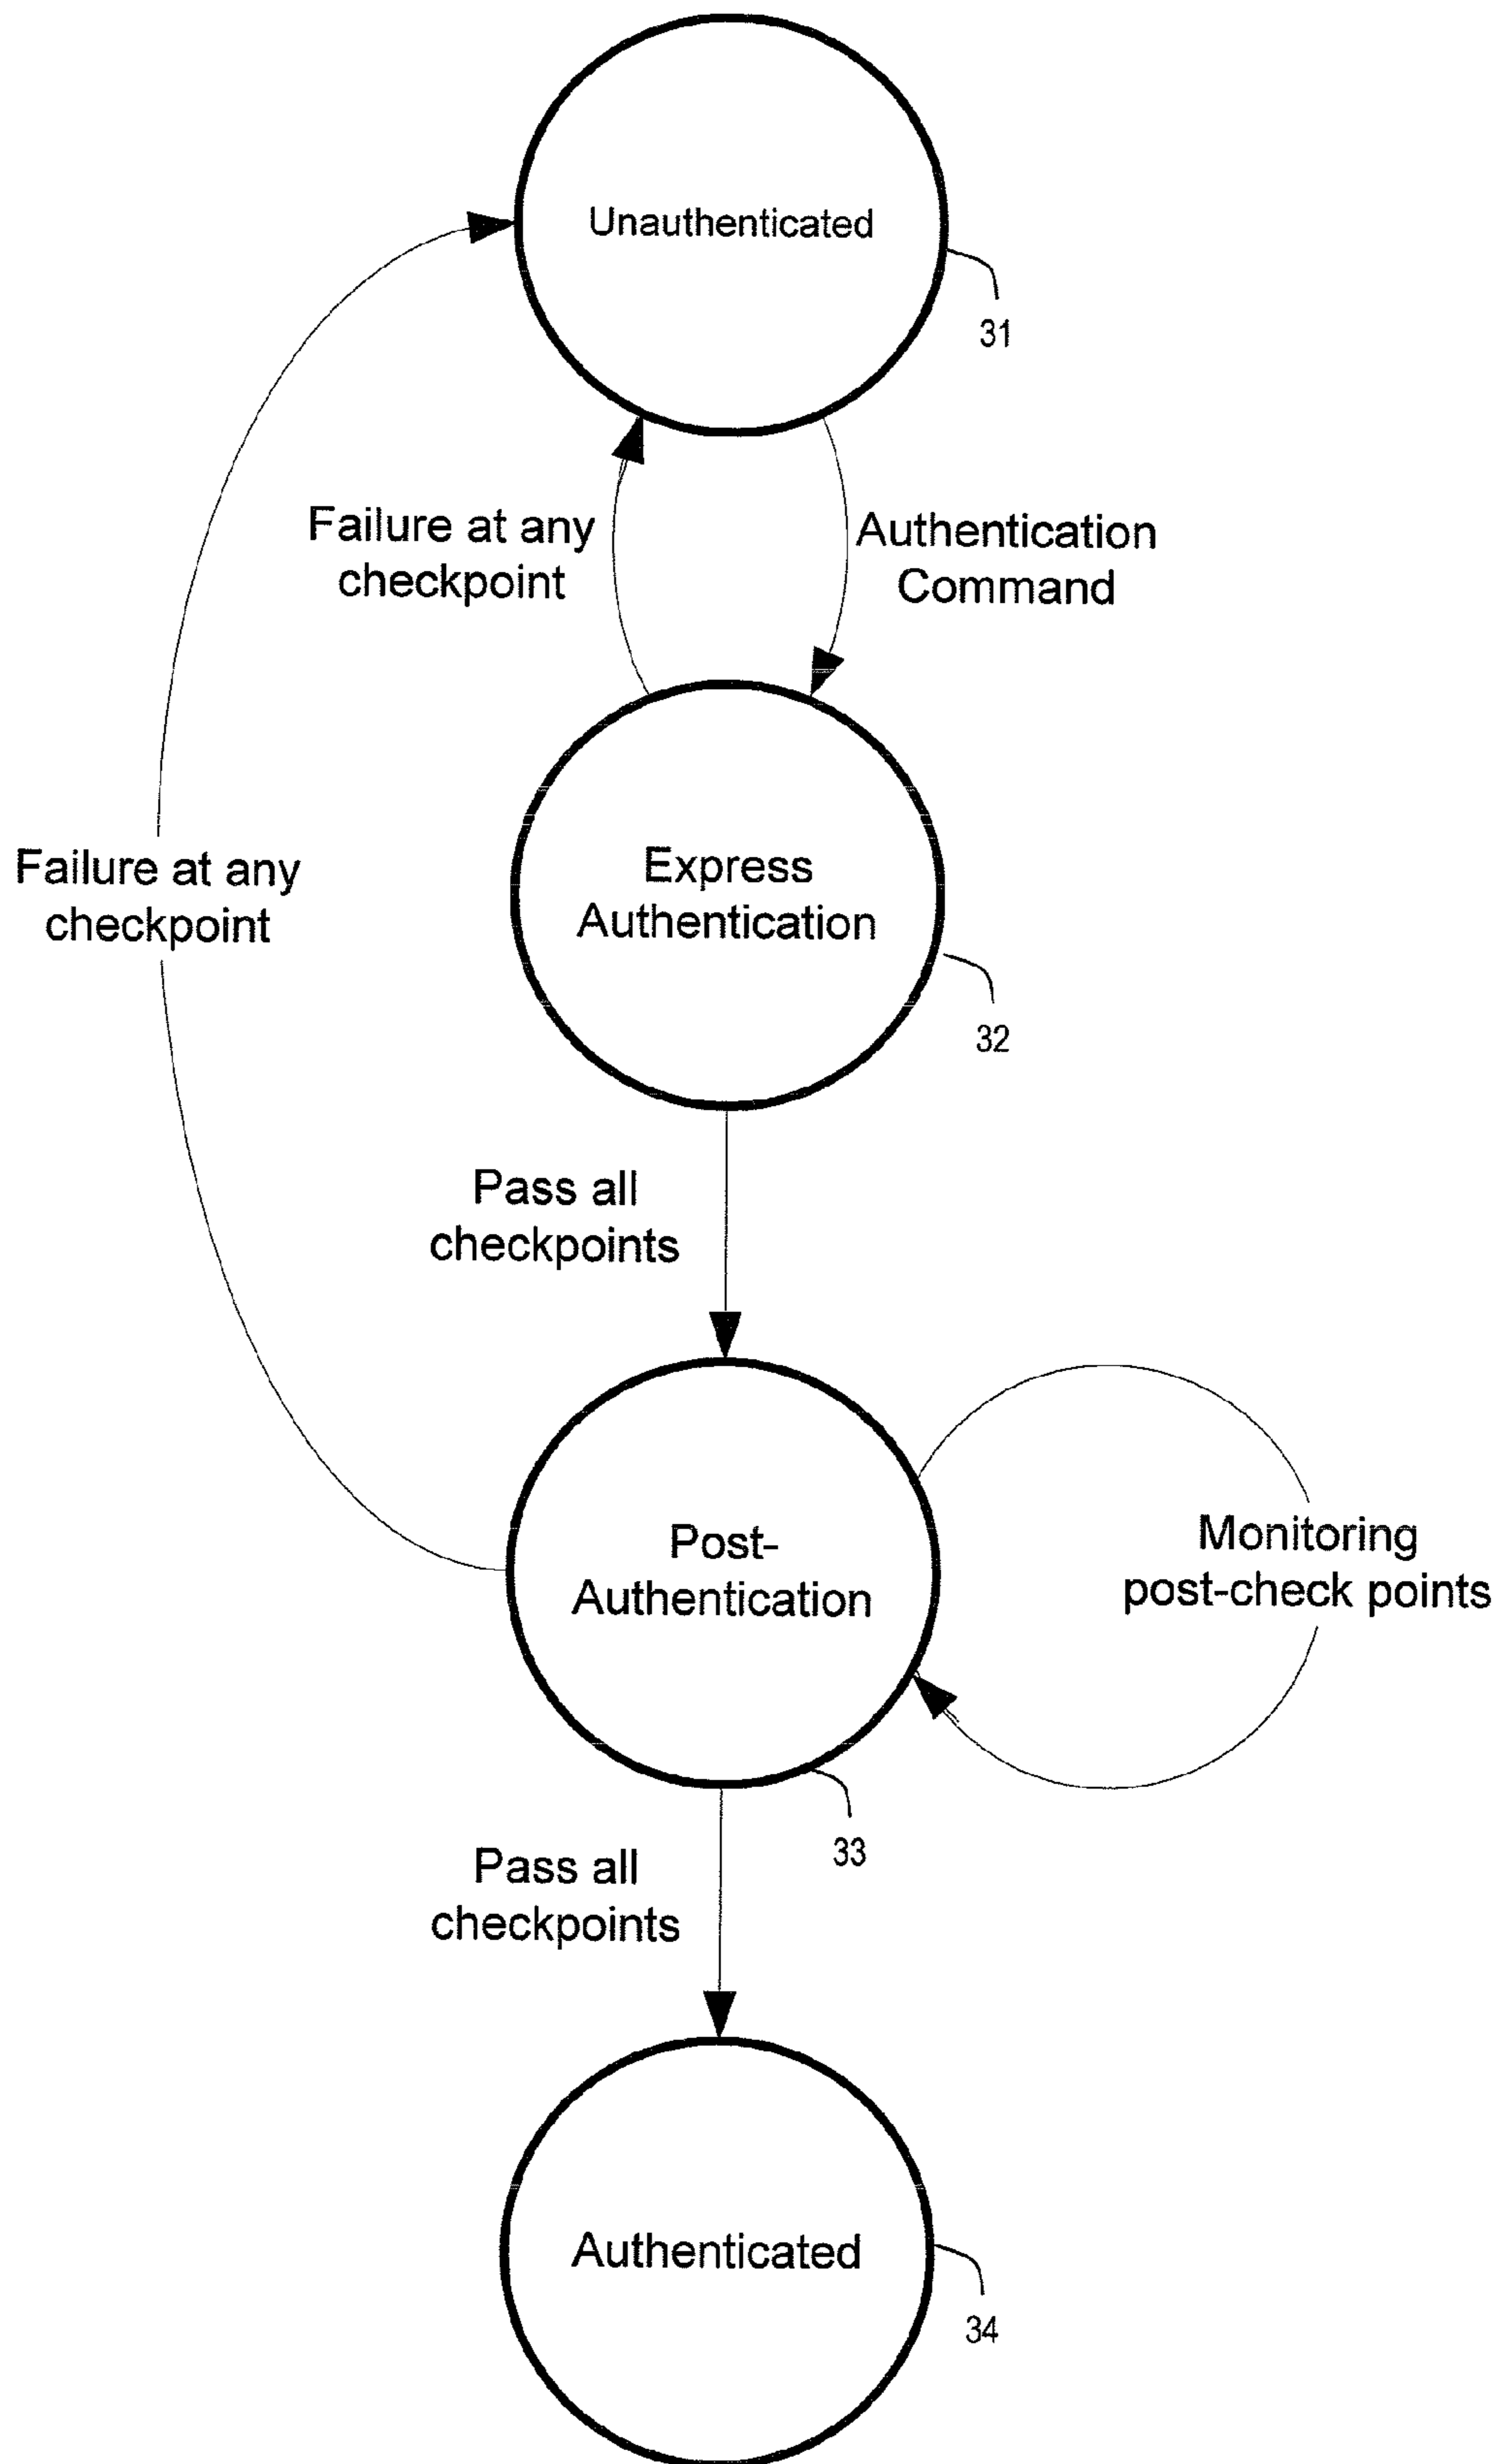 Unauthenticated
31
Failure at any
checkpoint
Authentication
Command
Failure at any
checkpoint
Express
Authentication
32
Pass all
checkpoints
Post-
Authentication
Monitoring
post-check points
33
Pass all
checkpoints
Authenticated
34